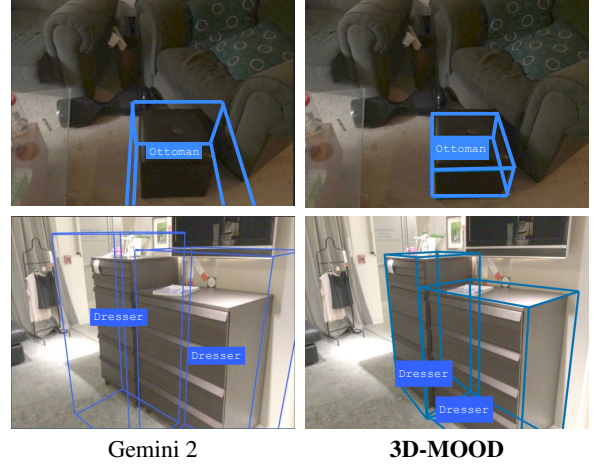 Ottoman
Ottoman
Dresser
Dresser
Dresser
Dresser
Gemini 2
3D-MOOD